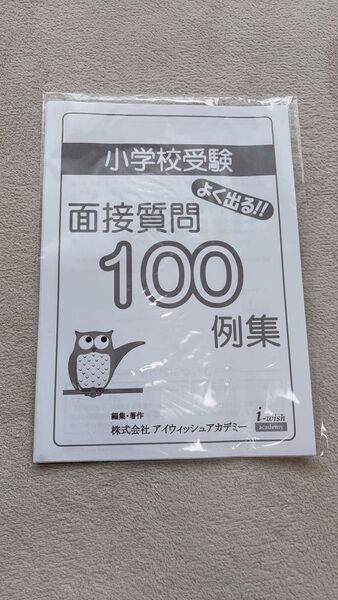 小学校受験
よく出る!!
面接質問
100
例集
編集・著作
株式会社 アイウィッシュアカデミー
i-wish
academy